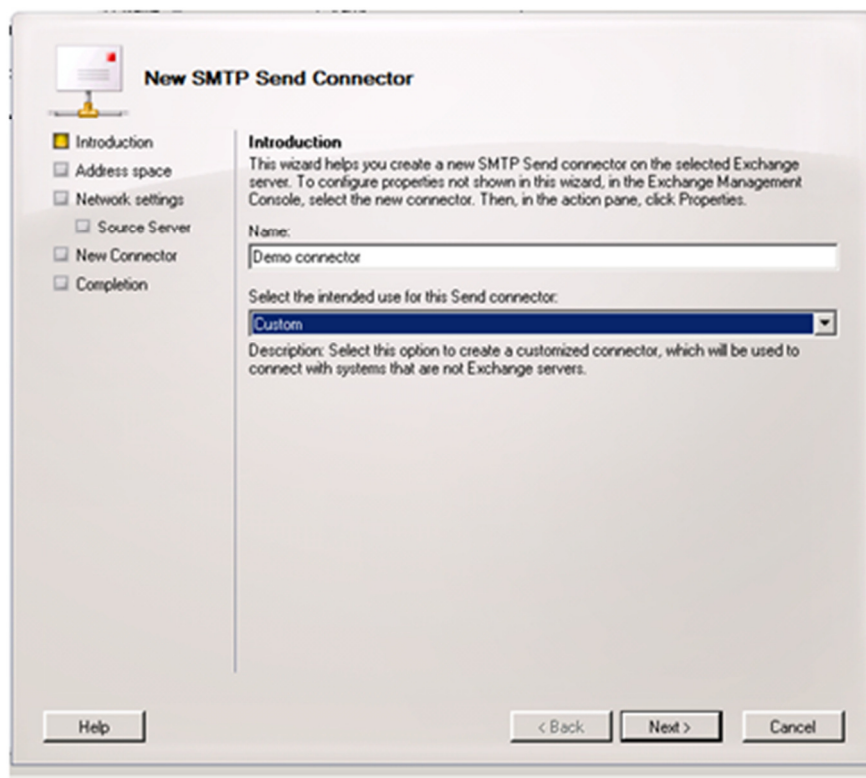 New SMTP Send Connector
Introduction
Address space
Network settings
Source Server
New Connector
Completion
Introduction
This wizard helps you create a new SMTP Send connector on the selected Exchange
server. To configure properties not shown in this wizard, in the Exchange Management
Console, select the new connector. Then, in the action pane, click Properties.
Name:
Demo connector
Select the intended use for this Send connector:
Custom
Description: Select this option to create a customized connector, which will be used to
connect with systems that are not Exchange servers.
Help
< Back
Next >
Cancel